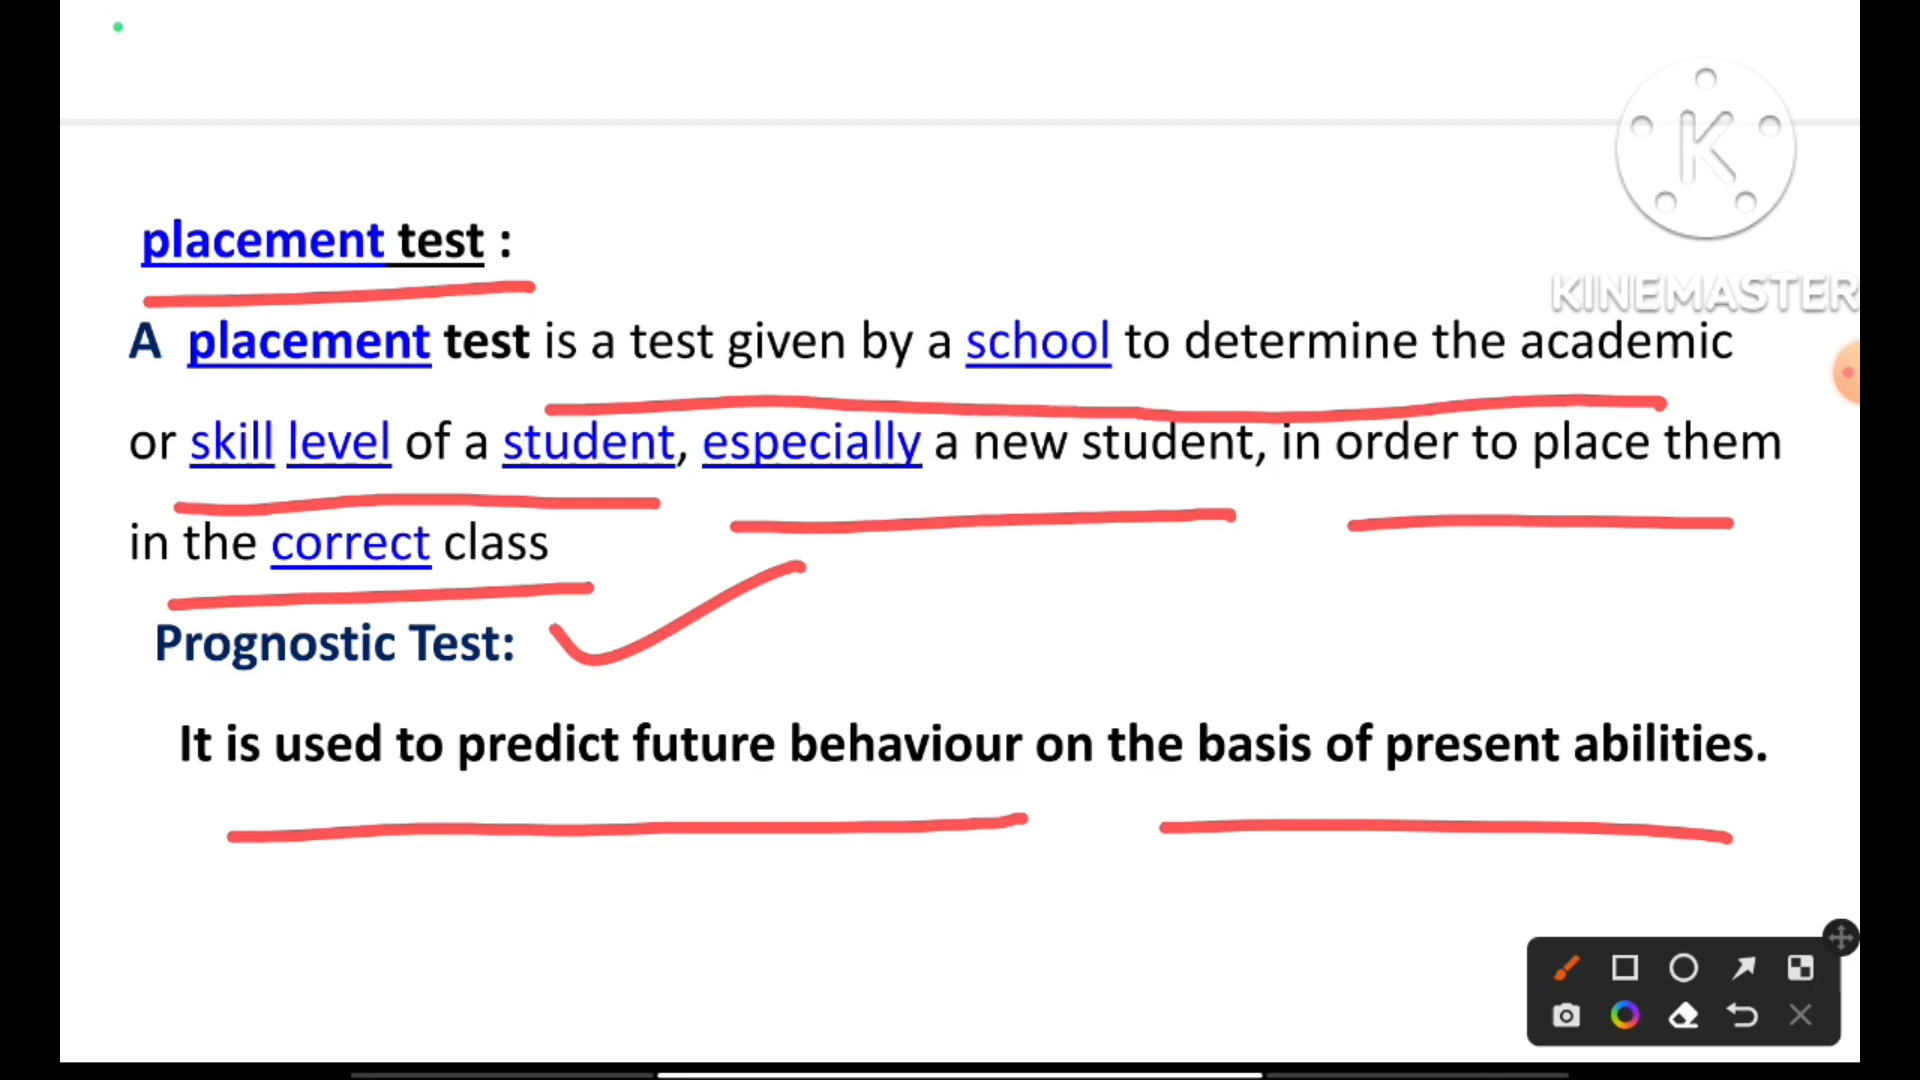 placement test :
K
KINEMASTER
A placement test is a test given by a school to determine the academic
or skill level of a student, especially a new student, in order to place them
in the correct class
Prognostic Test:
It is used to predict future behaviour on the basis of present abilities.